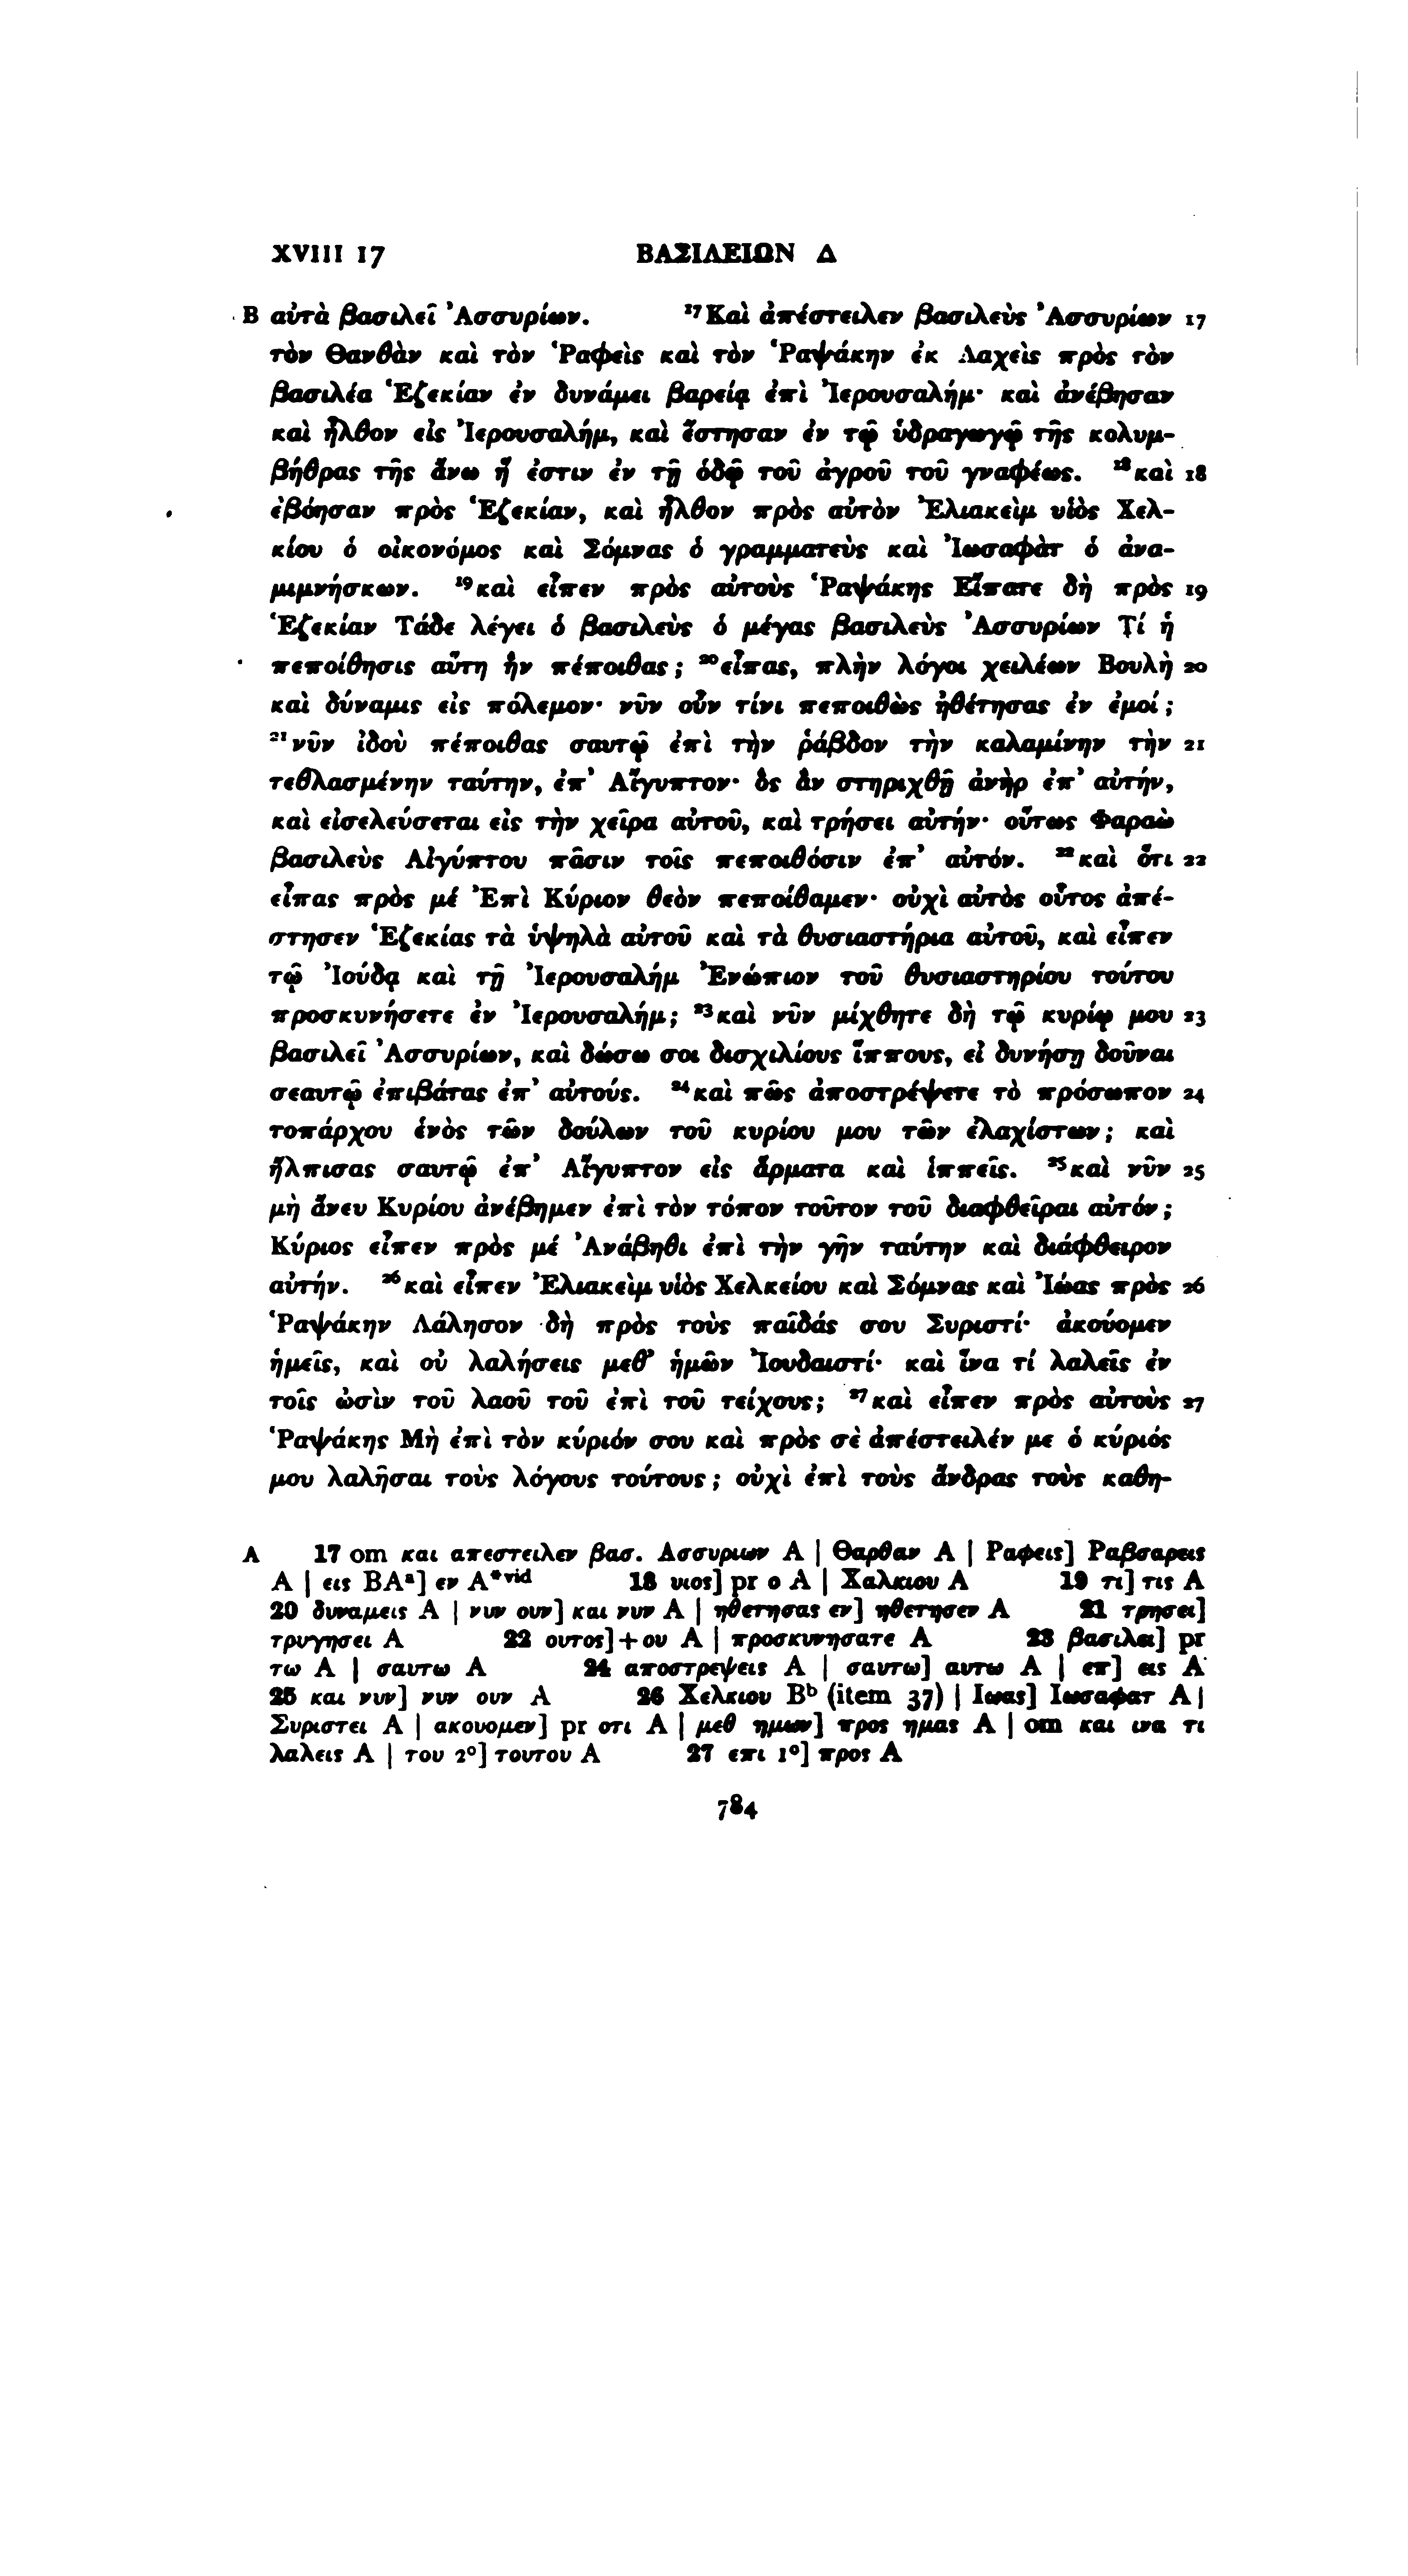 XVIII 17 ΒΑΣΙΛΕΙΩΝ Δ
B αὐτὰ βασιλεῖ Ἀσσυρίων. ¹⁷Καὶ ἀπέστειλεν βασιλεὺς Ἀσσυρίων 17
τὸν Θανθὰν καὶ τὸν Ῥαφεὶς καὶ τὸν Ῥαψάκην ἐκ Λαχεὶς πρὸς τὸν
βασιλέα Ἑζεκίαν ἐν δυνάμει βαρείᾳ ἐπὶ Ἰερουσαλήμ· καὶ ἀνέβησαν
καὶ ἦλθον εἰς Ἰερουσαλήμ, καὶ ἔστησαν ἐν τῷ ὑδραγωγῷ τῆς κολυμ-
βήθρας τῆς ἄνω ἥ ἐστιν ἐν τῇ ὁδῷ τοῦ ἀγροῦ τοῦ γναφέως. ¹⁸καὶ 18
ἐβόησαν πρὸς Ἑζεκίαν, καὶ ἦλθον πρὸς αὐτὸν Ἐλιακεὶμ υἱὸς Χελ-
κίου ὁ οἰκονόμος καὶ Σόμνας ὁ γραμματεὺς καὶ Ἰωσαφὰτ ὁ ἀνα-
μιμνήσκων. ¹⁹καὶ εἶπεν πρὸς αὐτοὺς Ῥαψάκης Εἴπατε δὴ πρὸς 19
Ἑζεκίαν Τάδε λέγει ὁ βασιλεὺς ὁ μέγας βασιλεὺς Ἀσσυρίων Τί ἡ
πεποίθησις αὕτη ἣν πέποιθας; ²⁰εἶπας, πλὴν λόγοι χειλέων Βουλὴ 20
καὶ δύναμις εἰς πόλεμον· νῦν οὖν τίνι πεποιθὼς ἠθέτησας ἐν ἐμοί;
²¹νῦν ἰδοὺ πέποιθας σαυτῷ ἐπὶ τὴν ῥάβδον τὴν καλαμίνην τὴν 21
τεθλασμένην ταύτην, ἐπ’ Αἴγυπτον· ὃς ἂν στηριχθῇ ἀνὴρ ἐπ’ αὐτήν,
καὶ εἰσελεύσεται εἰς τὴν χεῖρα αὐτοῦ, καὶ τρήσει αὐτήν· οὕτως Φαραὼ
βασιλεὺς Αἰγύπτου πᾶσιν τοῖς πεποιθόσιν ἐπ’ αὐτόν. ²²καὶ ὅτι 22
εἶπας πρὸς μέ Ἐπὶ Κύριον θεὸν πεποίθαμεν· οὐχὶ αὐτὸς οὗτος ἀπέ-
στησεν Ἑζεκίας τὰ ὑψηλὰ αὐτοῦ καὶ τὰ θυσιαστήρια αὐτοῦ, καὶ εἶπεν
τῷ Ἰούδᾳ καὶ τῇ Ἰερουσαλήμ Ἐνώπιον τοῦ θυσιαστηρίου τούτου
προσκυνήσετε ἐν Ἰερουσαλήμ; ²³καὶ νῦν μίχθητε δὴ τῷ κυρίῳ μου 23
βασιλεῖ Ἀσσυρίων, καὶ δώσω σοι δισχιλίους ἵππους, εἰ δυνήσῃ δοῦναι
σεαυτῷ ἐπιβάτας ἐπ’ αὐτούς. ²⁴καὶ πῶς ἀποστρέψετε τὸ πρόσωπον 24
τοπάρχου ἑνὸς τῶν δούλων τοῦ κυρίου μου τῶν ἐλαχίστων; καὶ
ἤλπισας σαυτῷ ἐπ’ Αἴγυπτον εἰς ἅρματα καὶ ἱππεῖς. ²⁵καὶ νῦν 25
μὴ ἄνευ Κυρίου ἀνέβημεν ἐπὶ τὸν τόπον τοῦτον τοῦ διαφθεῖραι αὐτόν;
Κύριος εἶπεν πρὸς μέ Ἀνάβηθι ἐπὶ τὴν γῆν ταύτην καὶ διάφθειρον
αὐτήν. ²⁶καὶ εἶπεν Ἐλιακεὶμ υἱὸς Χελκείου καὶ Σόμνας καὶ Ἰώας πρὸς 26
Ῥαψάκην Λάλησον δὴ πρὸς τοὺς παῖδάς σου Συριστί· ἀκούομεν
ἡμεῖς, καὶ οὐ λαλήσεις μεθ’ ἡμῶν Ἰουδαιστί· καὶ ἵνα τί λαλεῖς ἐν
τοῖς ὠσὶν τοῦ λαοῦ τοῦ ἐπὶ τοῦ τείχους; ²⁷καὶ εἶπεν πρὸς αὐτοὺς 27
Ῥαψάκης Μὴ ἐπὶ τὸν κύριόν σου καὶ πρὸς σὲ ἀπέστειλέν με ὁ κύριός
μου λαλῆσαι τοὺς λόγους τούτους; οὐχὶ ἐπὶ τοὺς ἄνδρας τοὺς καθη-
A 17 om και απεστειλεν βασ. Ασσυριων A | Θαρθαν A | Ραφεις] Ραβσαρεις
A | εις BAᵃ] εν A*ᵛⁱᵈ 18 υιος] pr ο A | Χαλκιου A 19 τι] τις A
20 δυναμεις A | νυν ουν] και νυν A | ηθετησας εν] ηθετησεν A 21 τρησει]
τρυγησει A 22 ουτος]+ου A | προσκυνησατε A 23 βασιλει] pr
τω A | σαυτω A 24 αποστρεψεις A | σαυτω] αυτω A | επ] εις A
25 και νυν] νυν ουν A 26 Χελκιου Bᵇ (item 37) | Ιωας] Ιωσαφατ A |
Συριστει A | ακουομεν] pr οτι A | μεθ ημων] προς ημας A | om και ινα τι
λαλεις A | του 2°] τουτου A 27 επι 1°] προς A
784